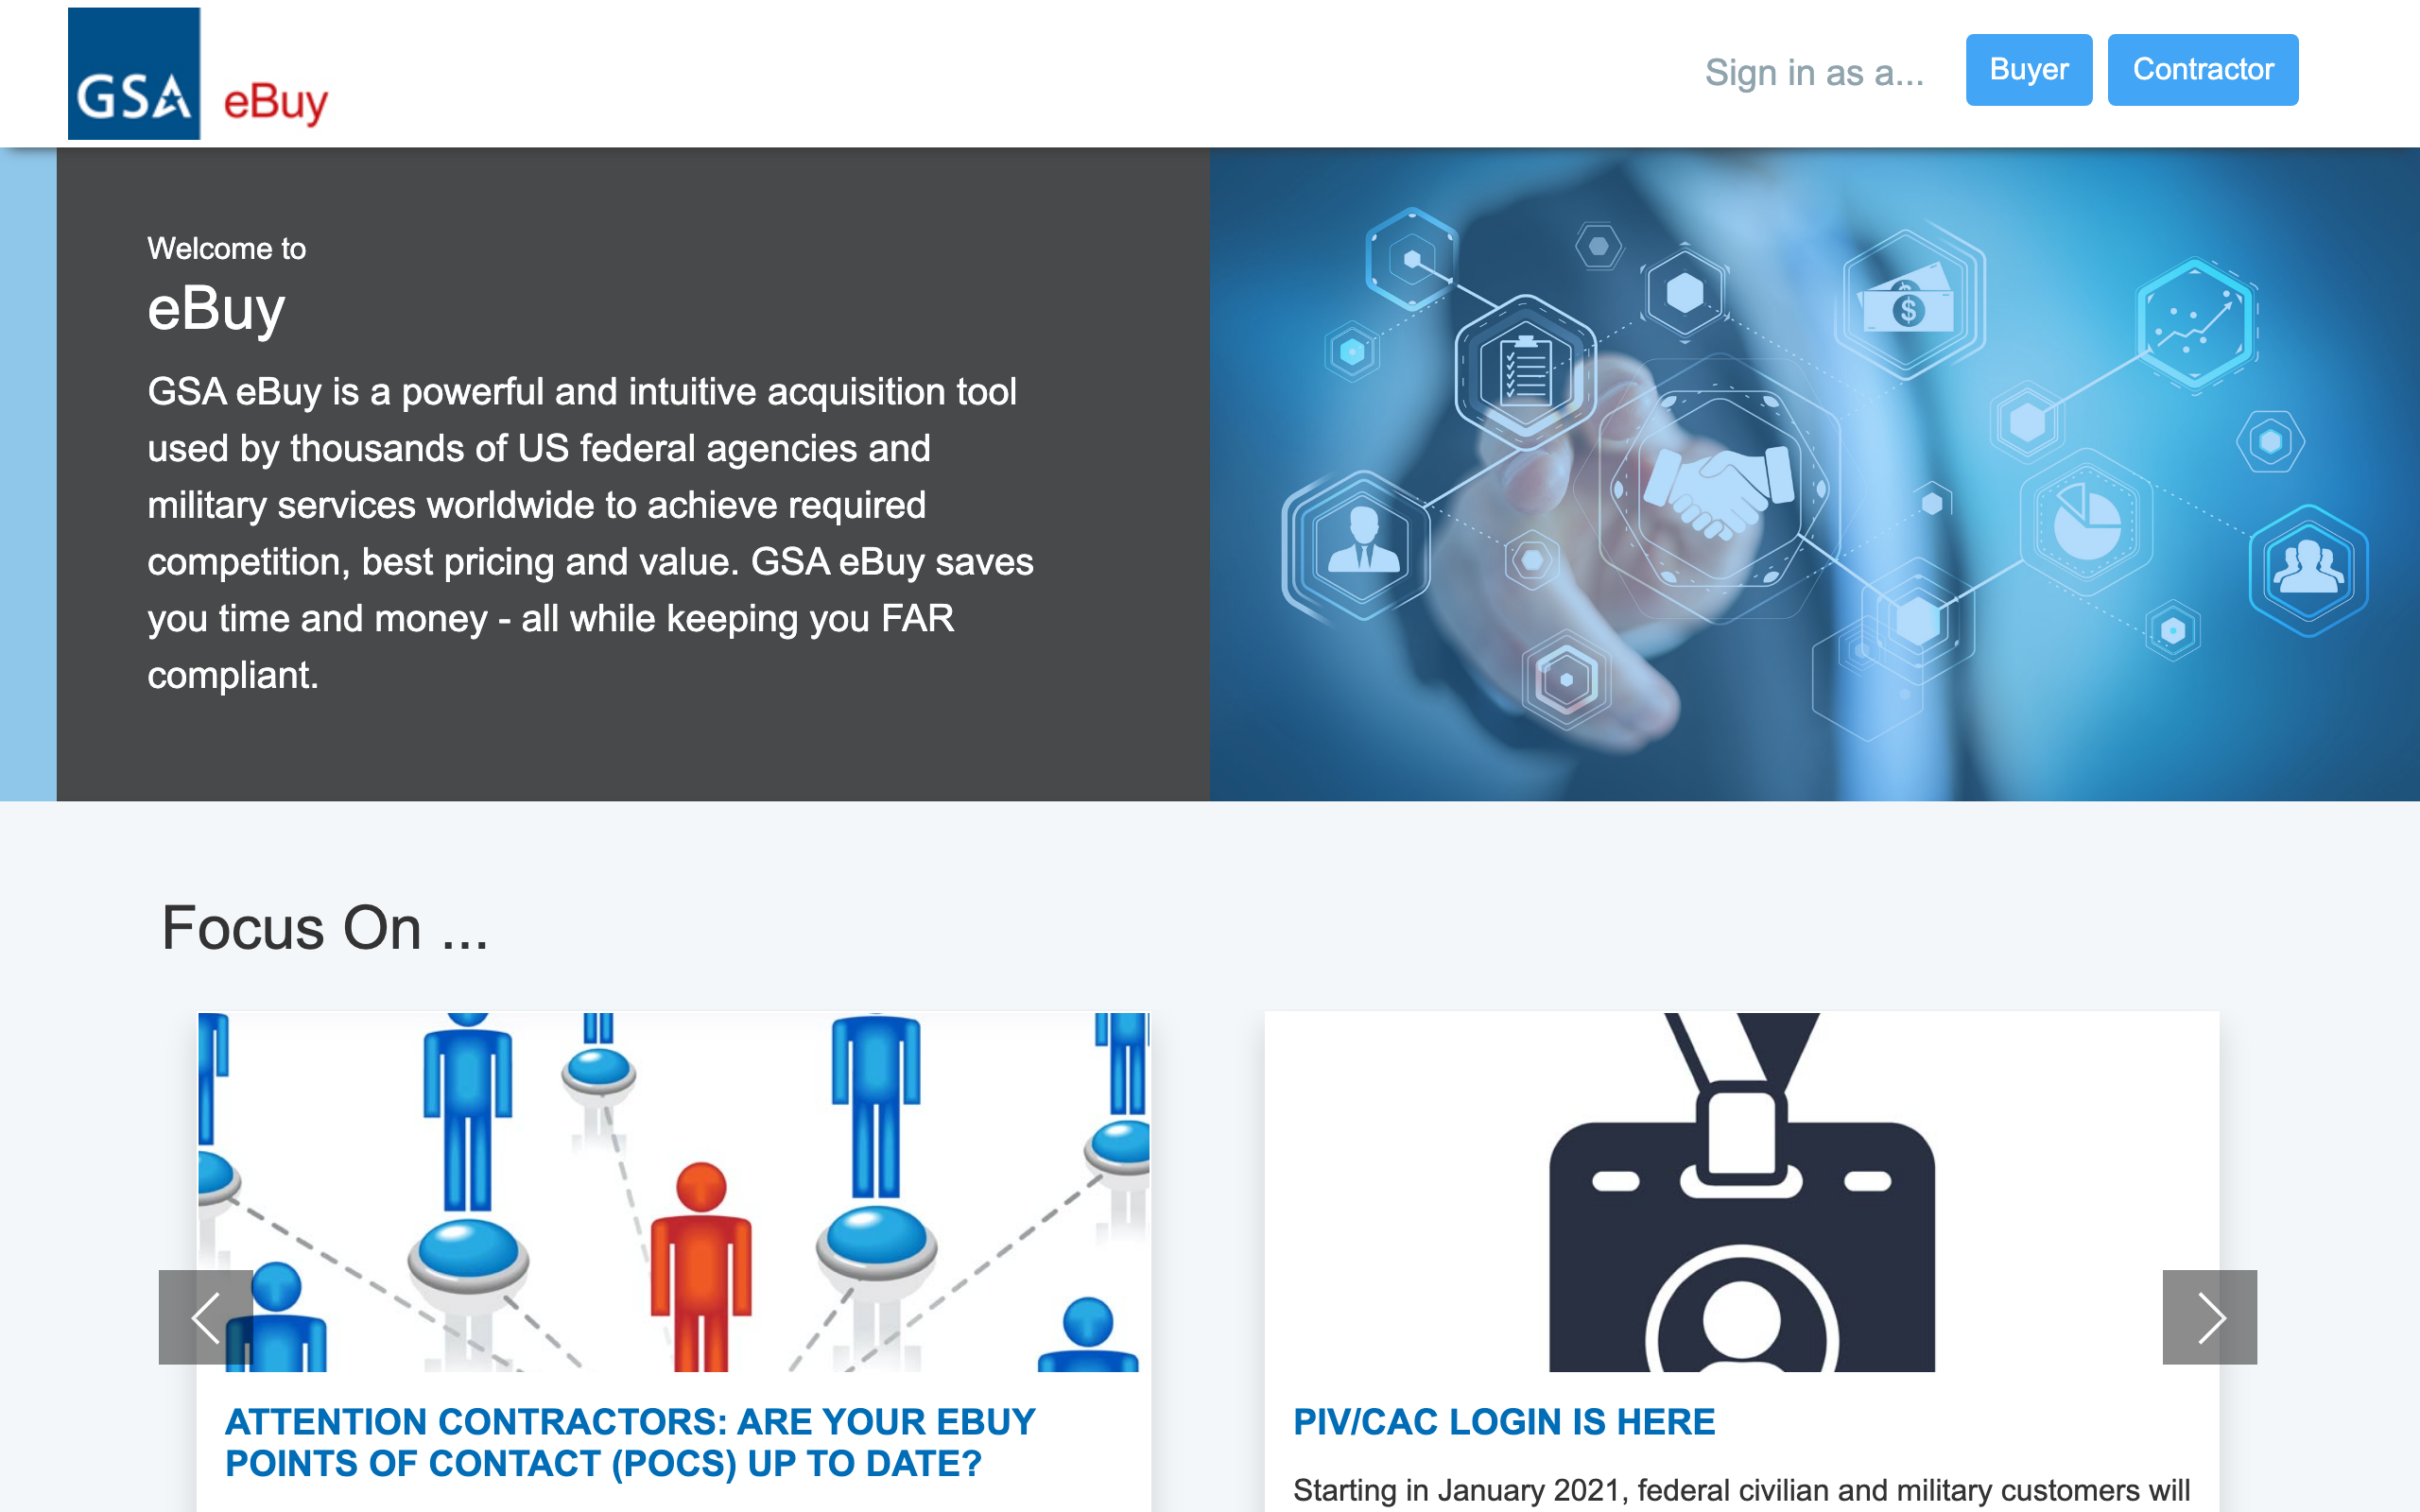 GSA eBuy
Sign in as a...
Buyer
Contractor
Welcome to
eBuy
GSA eBuy is a powerful and intuitive acquisition tool
used by thousands of US federal agencies and
military services worldwide to achieve required
competition, best pricing and value. GSA eBuy saves
you time and money - all while keeping you FAR
compliant.
Focus On ...
ATTENTION CONTRACTORS: ARE YOUR EBUY
POINTS OF CONTACT (POCS) UP TO DATE?
PIV/CAC LOGIN IS HERE
Starting in January 2021, federal civilian and military customers will